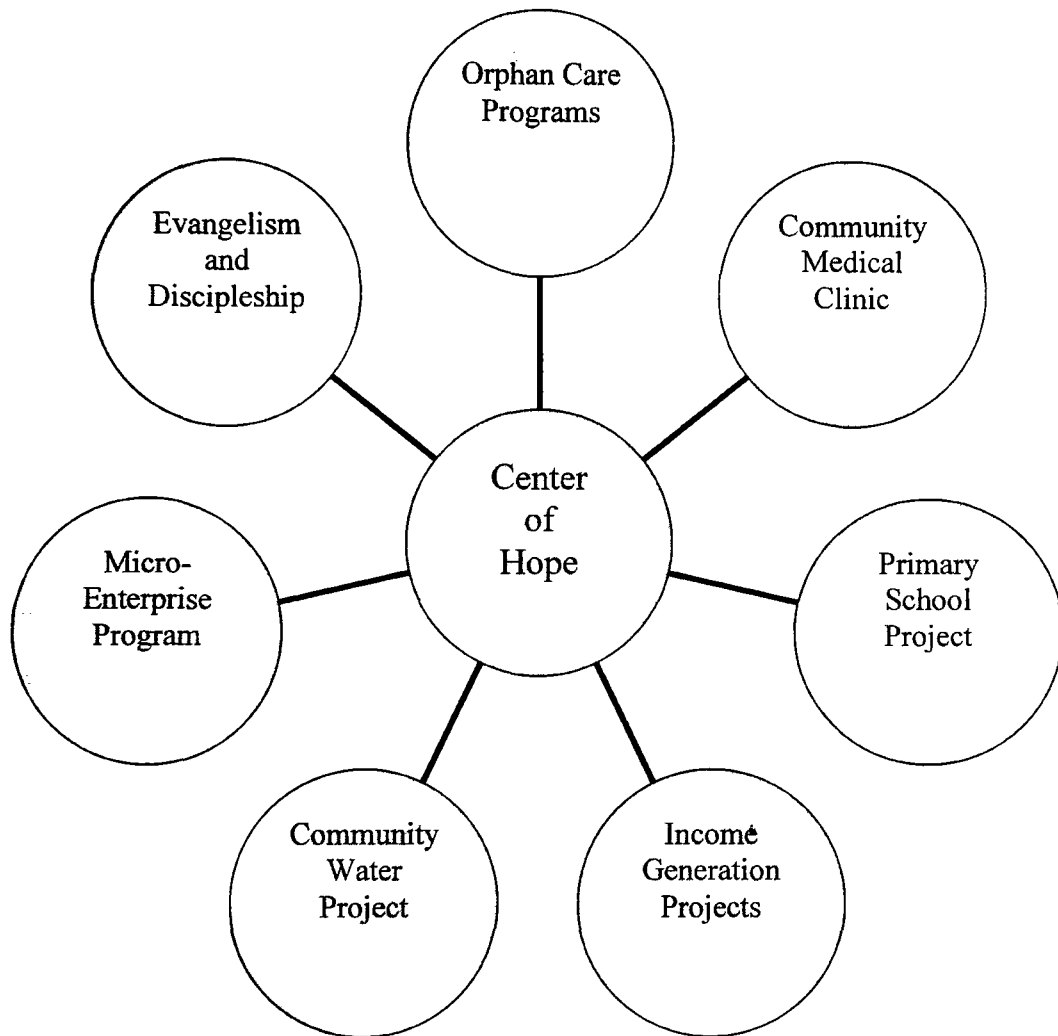 Orphan Care
Programs
Evangelism
and
Discipleship
Community
Medical
Clinic
Center
of
Hope
Micro-
Enterprise
Program
Primary
School
Project
Community
Water
Project
Income
Generation
Projects